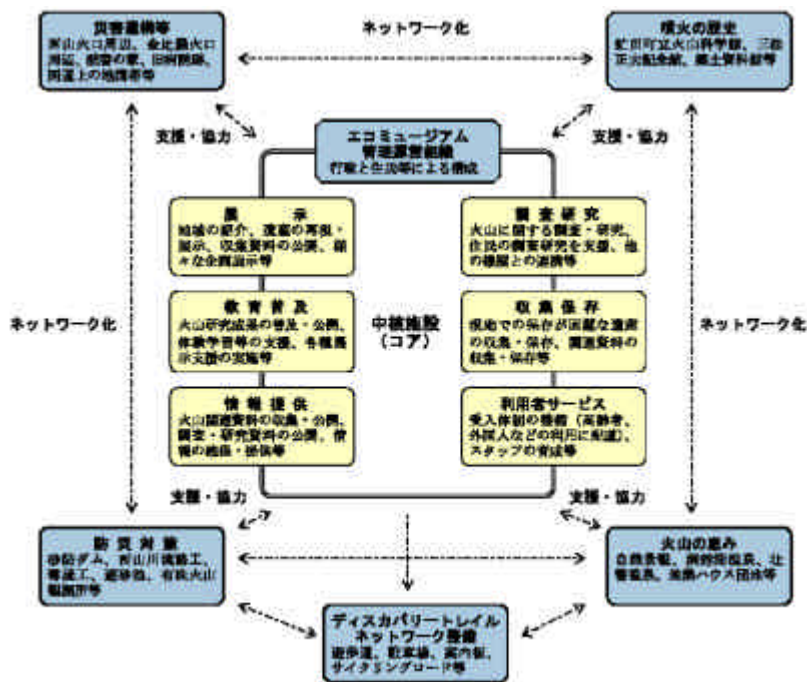 災害遺構等
西山火口周辺、金比羅火口
周辺、
国道上の地割等等
ネットワーク化
噴火の歴史
虻田町立火山科学館、三松
正夫記念館、郷土資料館等
支援・協力
支援・協力
エコミュージアム
管理運営組織
行政と住民等による構成
展 示
地域の紹介、遺産の再現・
展示、収集資料の公開、様
々な企画展示等
調査研究
火山に関する調査・研究、
住民の調査研究を支援、他
の機関との連携等
ネットワーク化
教育普及
火山研究成果の普及・公開、
体験学習等の支援、各種展
示支援の実施等
中核施設
(コア)
収集保存
現地での保存が困難な遺産
の収集・保存、関連資料の
収集・保存等
ネットワーク化
情報提供
火山関連資料の収集・公開、
調査・研究資料の公開、情
報の発信・提供等
利用者サービス
受入体制の整備(高齢者、
外国人などの利用に配慮)、
スタッフの育成等
支援・協力
支援・協力
防災対策
砂防ダム、西山川流路工、
導流工、遊砂地、有珠火山
観測所等
火山の恵み
自然景観、洞爺湖温泉、壮
瞥温泉、地熱ハウス団地等
ディスカバリートレイル
ネットワーク整備
遊歩道、駐車場、案内板、
サイクリングロード等